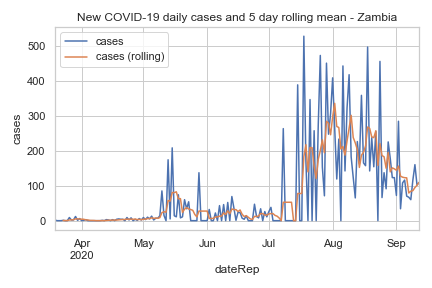 New COVID-19 daily cases and 5 day rolling mean - Zambia
cases
cases (rolling)
500
400
300
200
100
0
cases
Apr
2020
May
Jun
Jul
Aug
Sep
dateRep